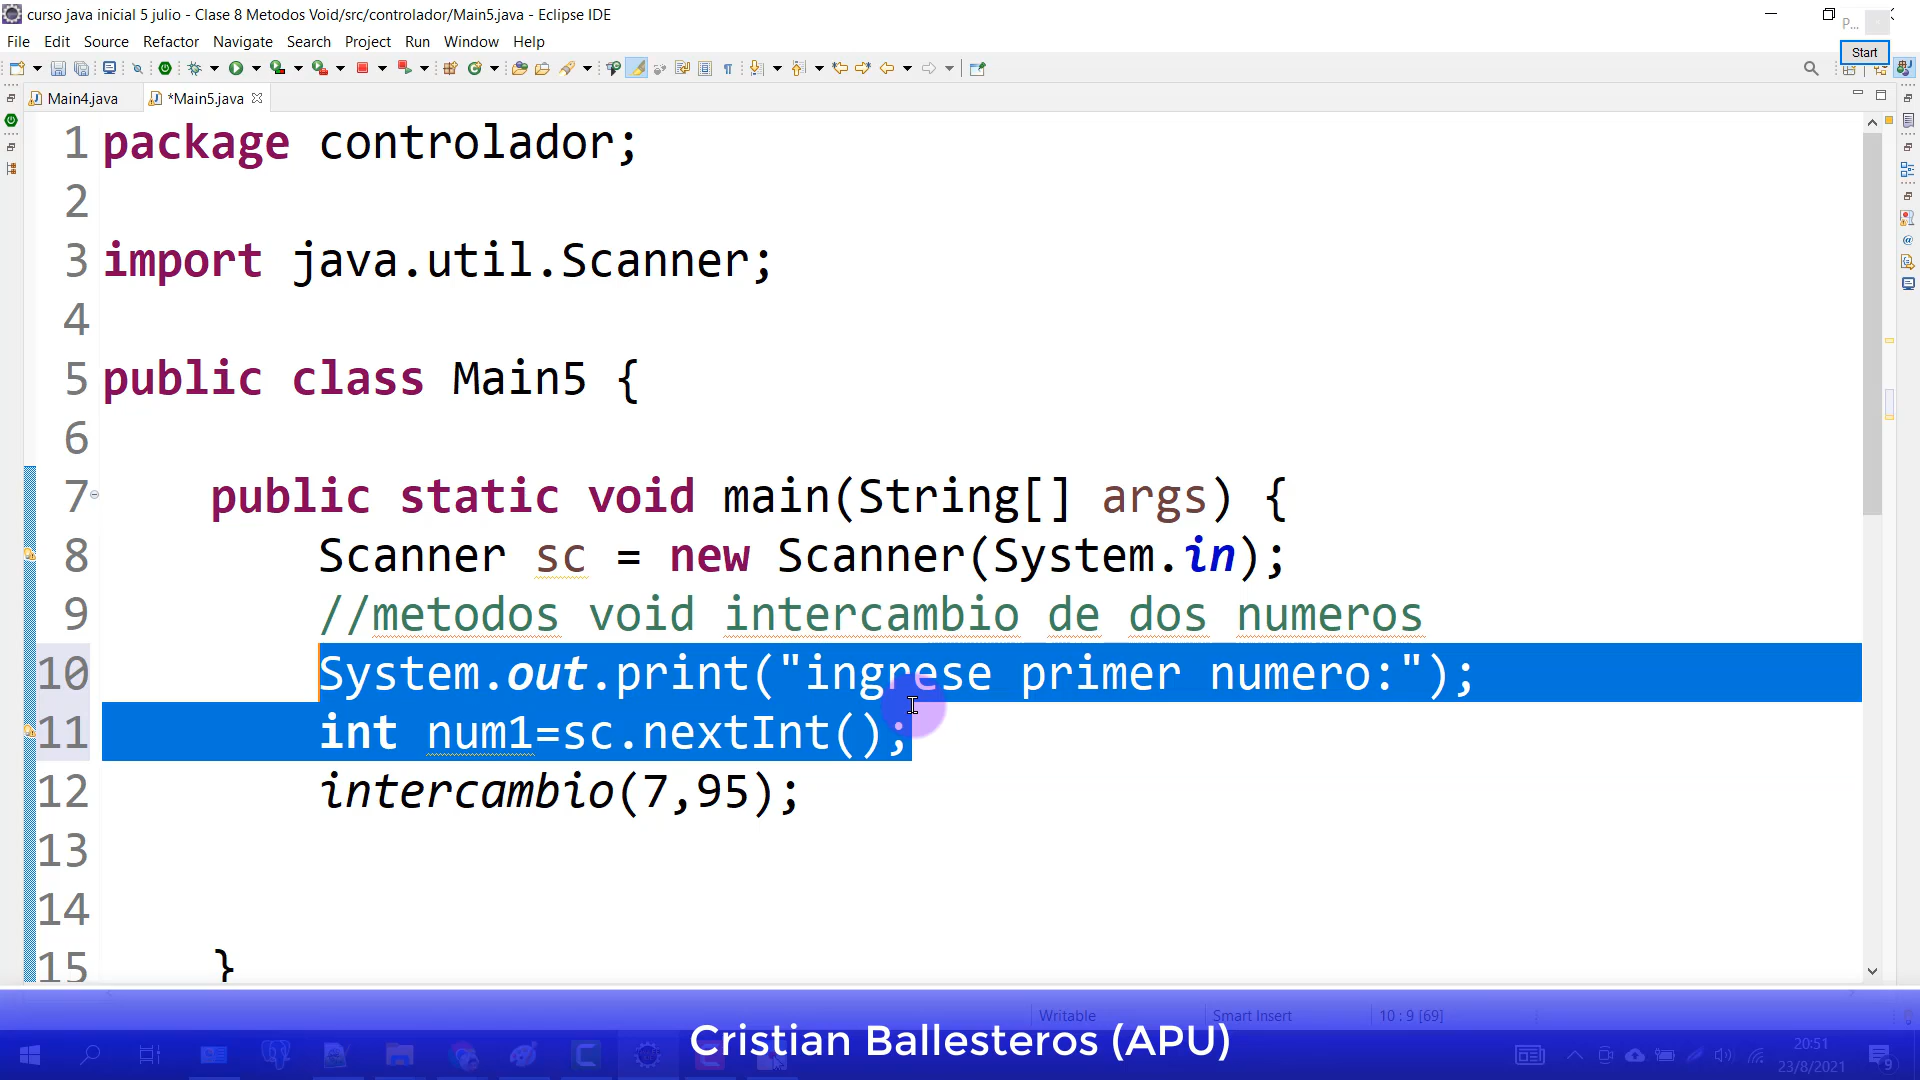 curso java inicial 5 julio - Clase 8 Metodos Void/src/controlador/Main5.java - Eclipse IDE
P...
File Edit Source Refactor Navigate Search Project Run Window Help
Start
Main4.java *Main5.java
1 package controlador;
2
3 import java.util.Scanner;
4
5 public class Main5 {
6
7 public static void main(String[] args) {
8 Scanner sc = new Scanner(System.in);
9 //metodos void intercambio de dos numeros
10 System.out.print("ingrese primer numero:");
11 int num1=sc.nextInt();
12 intercambio(7,95);
13
14
15 }
Writable Smart Insert 10 : 9 [69]
Cristian Ballesteros (APU)
20:51
23/8/2021
9